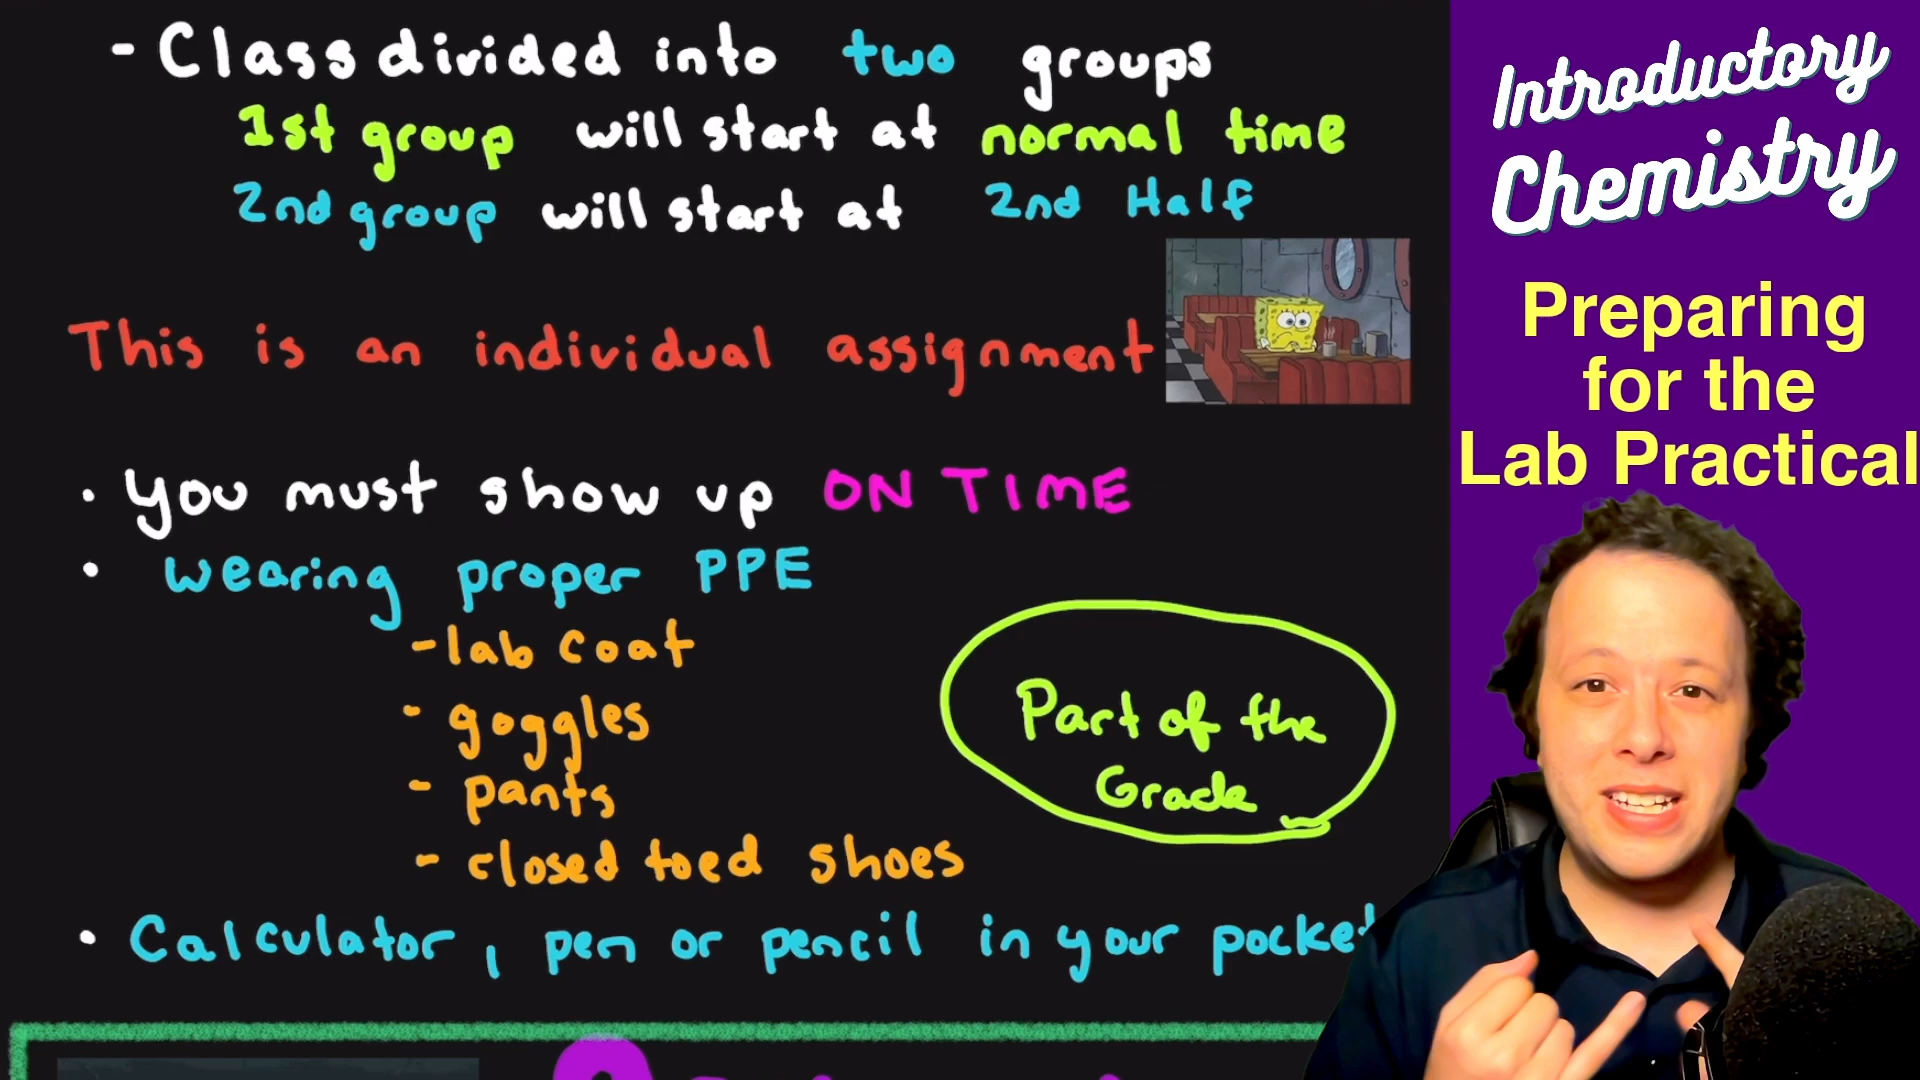 - Class divided into two groups
1st group will start at normal time
2nd group will start at 2nd Half
This is an individual assignment
• You must show up ON TIME
• wearing proper PPE
- lab coat
- goggles
- pants
- closed toed shoes
Part of the
Grade
• Calculator, pen or pencil in your pocket
Introductory
Chemistry
Preparing
for the
Lab Practical